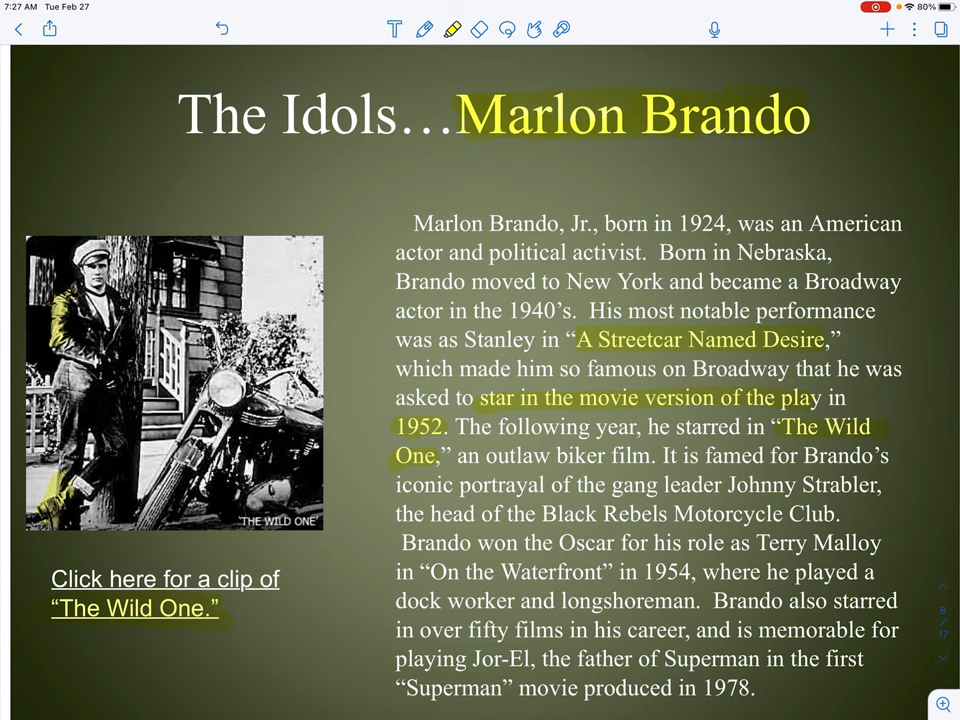 7:27 AM Tue Feb 27
80%
The Idols…Marlon Brando
Marlon Brando, Jr., born in 1924, was an American
actor and political activist. Born in Nebraska,
Brando moved to New York and became a Broadway
actor in the 1940’s. His most notable performance
was as Stanley in “A Streetcar Named Desire,”
which made him so famous on Broadway that he was
asked to star in the movie version of the play in
1952. The following year, he starred in “The Wild
One,” an outlaw biker film. It is famed for Brando’s
iconic portrayal of the gang leader Johnny Strabler,
the head of the Black Rebels Motorcycle Club.
Brando won the Oscar for his role as Terry Malloy
in “On the Waterfront” in 1954, where he played a
dock worker and longshoreman. Brando also starred
in over fifty films in his career, and is memorable for
playing Jor-El, the father of Superman in the first
“Superman” movie produced in 1978.
'THE WILD ONE'
Click here for a clip of
“The Wild One.”
8
/
17